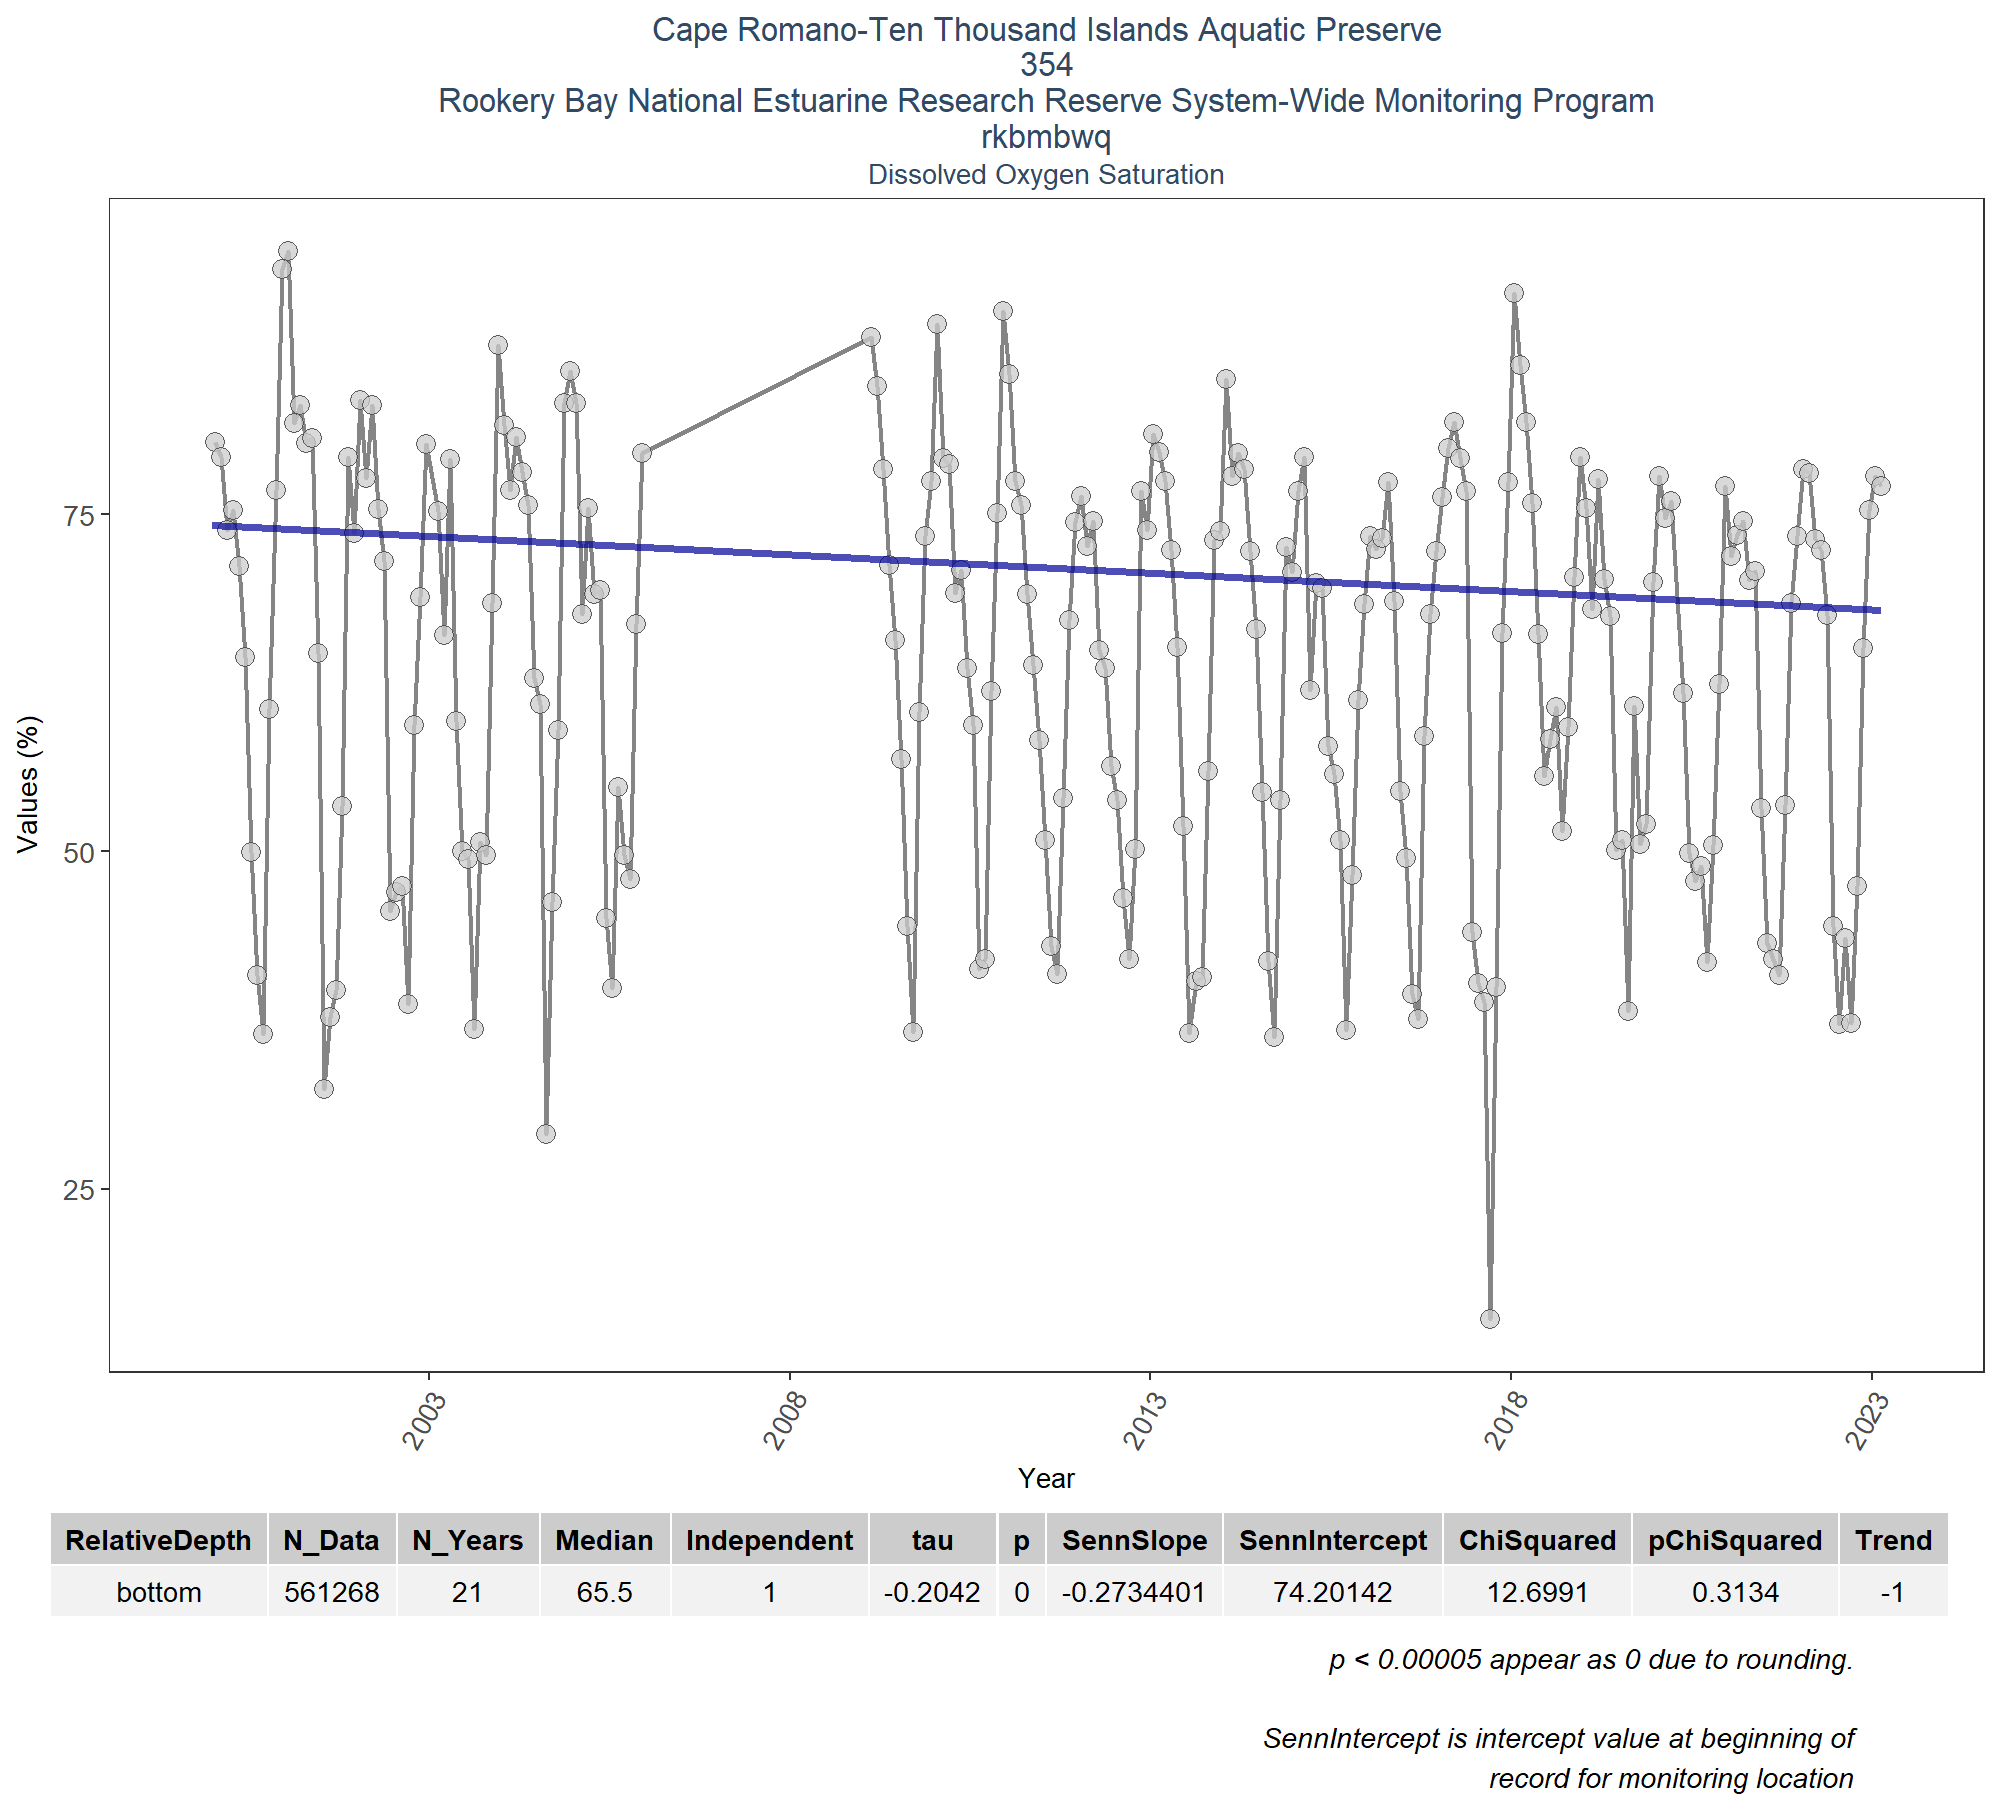 Cape Romano-Ten Thousand Islands Aquatic Preserve
354
Rookery Bay National Estuarine Research Reserve System-Wide Monitoring Program
rkbmbwq
Dissolved Oxygen Saturation
Values (%)
75
50
25
2003 2008 2013 2018 2023
Year
RelativeDepth N_Data N_Years Median Independent tau p SennSlope SennIntercept ChiSquared pChiSquared Trend
bottom 561268 21 65.5 1 -0.2042 0 -0.2734401 74.20142 12.6991 0.3134 -1
p < 0.00005 appear as 0 due to rounding.
SennIntercept is intercept value at beginning of
record for monitoring location